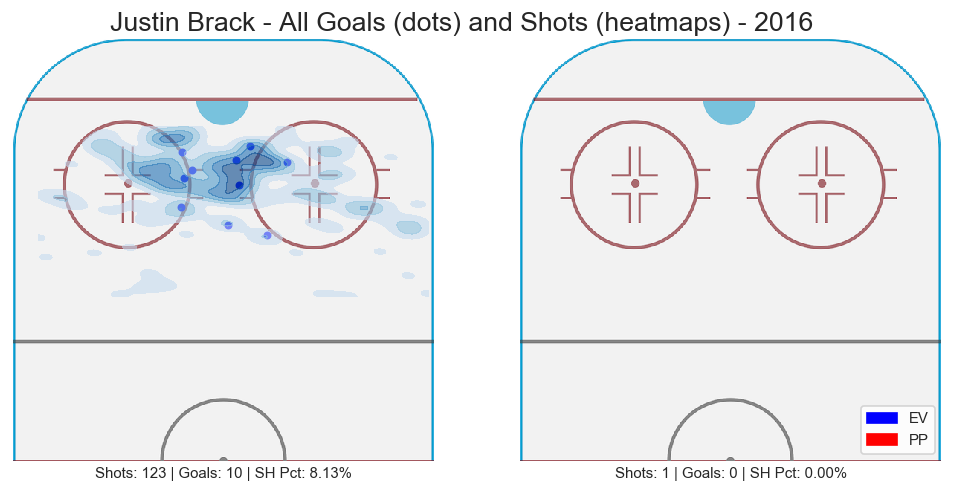 Justin Brack - All Goals (dots) and Shots (heatmaps) - 2016
EV
PP
Shots: 123 | Goals: 10 | SH Pct: 8.13%
Shots: 1 | Goals: 0 | SH Pct: 0.00%